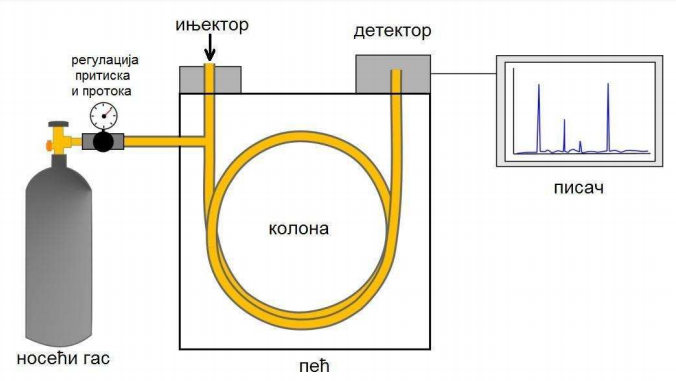 ињектор
детектор
регулација
притиска
и протока
колона
писач
носећи гас
пећ